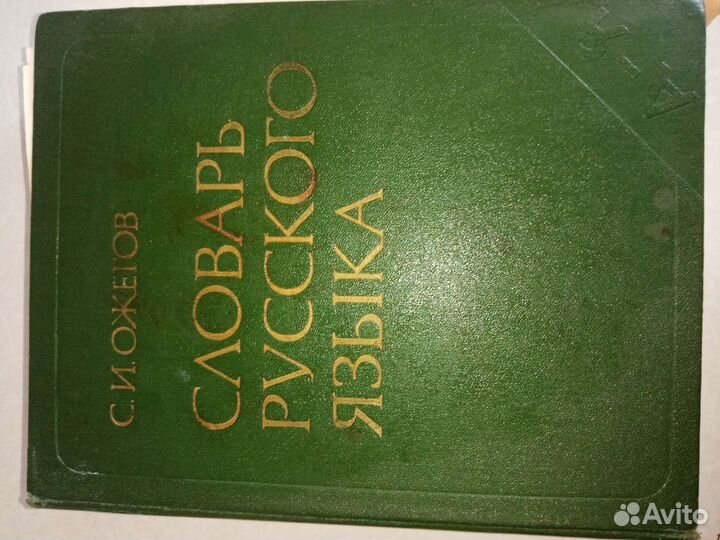 С. И. ОЖЕГОВ
СЛОВАРЬ
РУССКОГО
ЯЗЫКА
А-Я
Avito